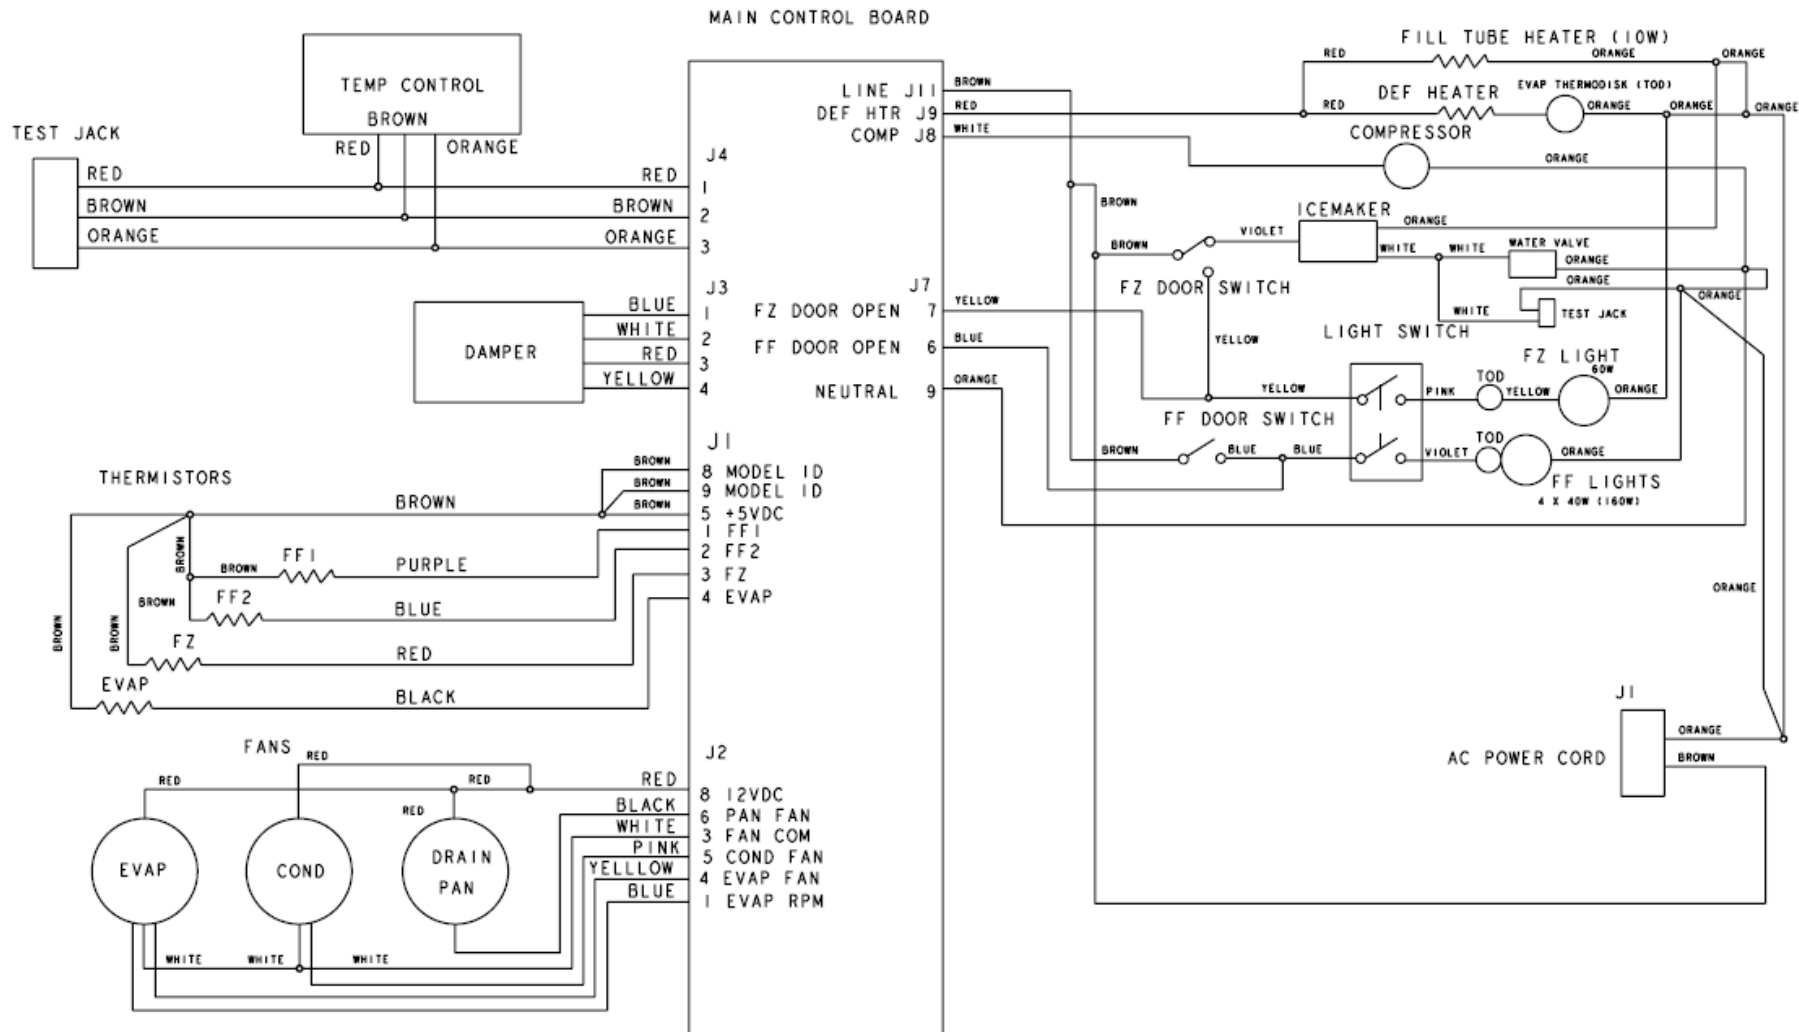 MAIN CONTROL BOARD
TEMP CONTROL
BROWN
RED
ORANGE
TEST JACK
RED
BROWN
ORANGE
J4
RED 1
BROWN 2
ORANGE 3
J3
BLUE 1
WHITE 2
RED 3
YELLOW 4
DAMPER
J1
BROWN 8 MODEL ID
BROWN 9 MODEL ID
BROWN 5 +5VDC
1 FF1
2 FF2
3 FZ
4 EVAP
THERMISTORS
BROWN
BROWN
BROWN
FF1
PURPLE
BROWN
FF2
BLUE
BROWN
FZ
RED
BROWN
EVAP
BLACK
FANS
RED
RED
RED
RED
EVAP
COND
DRAIN
PAN
WHITE
WHITE
WHITE
J2
RED 8 12VDC
BLACK 6 PAN FAN
WHITE 3 FAN COM
PINK 5 COND FAN
YELLLOW 4 EVAP FAN
BLUE 1 EVAP RPM
LINE J11 BROWN
DEF HTR J9 RED
COMP J8 WHITE
J7
FZ DOOR OPEN 7 YELLOW
FF DOOR OPEN 6 BLUE
NEUTRAL 9 ORANGE
FILL TUBE HEATER (10W)
RED
ORANGE
ORANGE
DEF HEATER
EVAP THERMODISK (TOD)
RED
ORANGE
ORANGE
ORANGE
COMPRESSOR
ORANGE
BROWN
BROWN
VIOLET
ICEMAKER
ORANGE
WHITE
WHITE
WATER VALVE
ORANGE
ORANGE
ORANGE
WHITE
TEST JACK
FZ DOOR SWITCH
YELLOW
LIGHT SWITCH
YELLOW
PINK
TOD
YELLOW
FZ LIGHT
60W
ORANGE
FF DOOR SWITCH
BROWN
BLUE
BLUE
VIOLET
TOD
ORANGE
FF LIGHTS
4 X 40W (160W)
ORANGE
J1
AC POWER CORD
ORANGE
BROWN